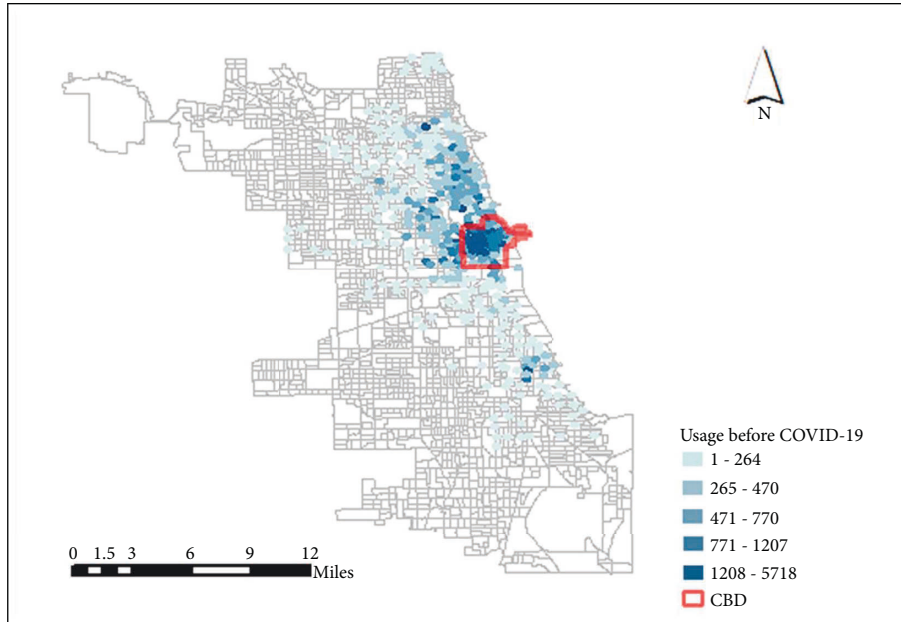 N
Usage before COVID-19
1 - 264
265 - 470
471 - 770
771 - 1207
1208 - 5718
CBD
0 1.5 3 6 9 12
Miles